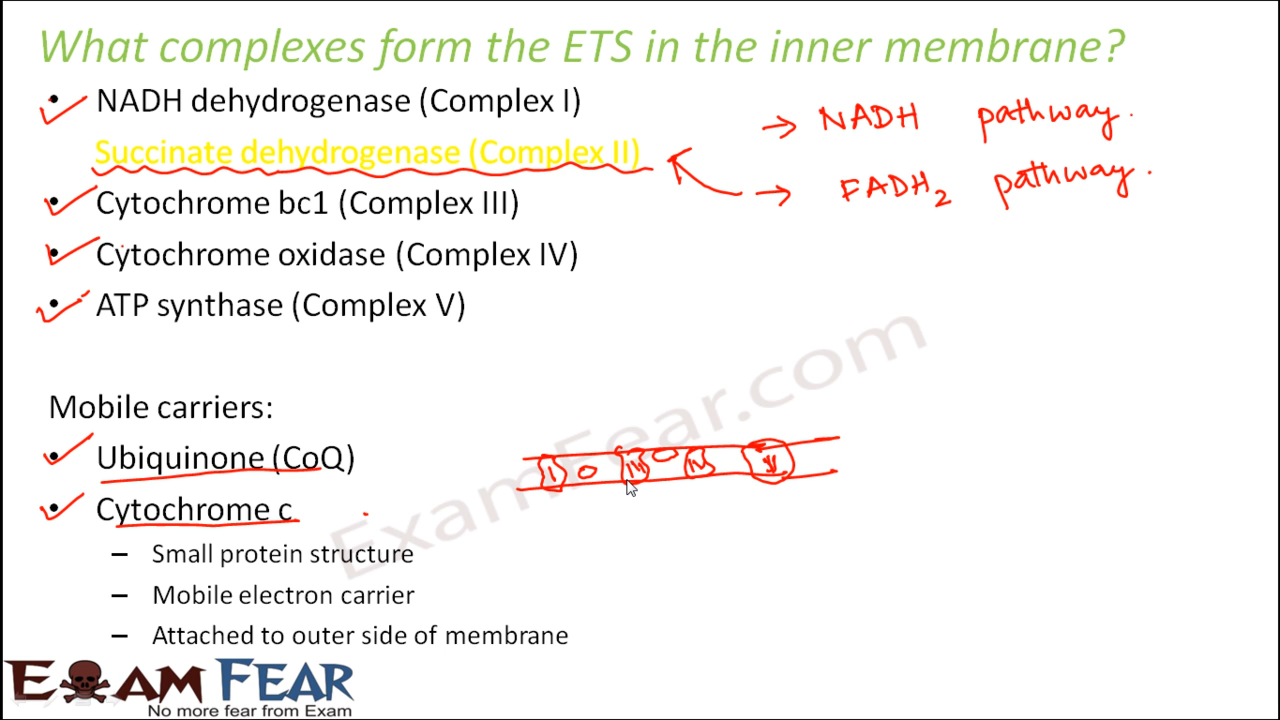 What complexes form the ETS in the inner membrane?
• NADH dehydrogenase (Complex I)
Succinate dehydrogenase (Complex II)
• Cytochrome bc1 (Complex III)
• Cytochrome oxidase (Complex IV)
• ATP synthase (Complex V)
→ NADH pathway.
→ FADH2 pathway.
Mobile carriers:
• Ubiquinone (CoQ)
• Cytochrome c
– Small protein structure
– Mobile electron carrier
– Attached to outer side of membrane
I III IV V
ExamFear.com
EXAM FEAR
No more fear from Exam